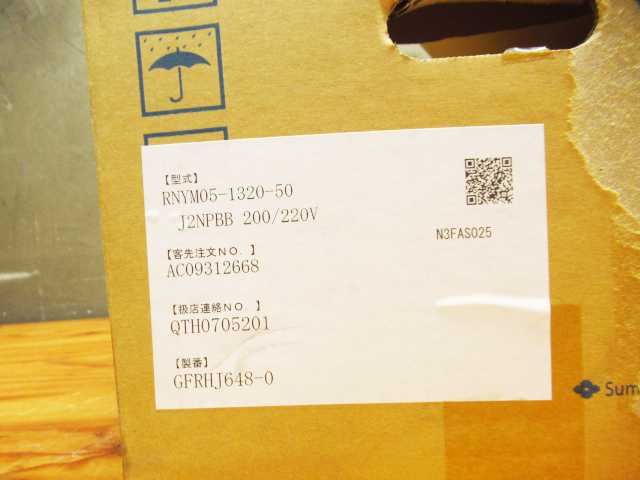 【型式】
RNYM05-1320-50
J2NPBB 200/220V
N3FAS025
【客先注文NO. 】
AC09312668
【扱店連絡NO. 】
QTH0705201
【製番】
GFRHJ648-0
Sum